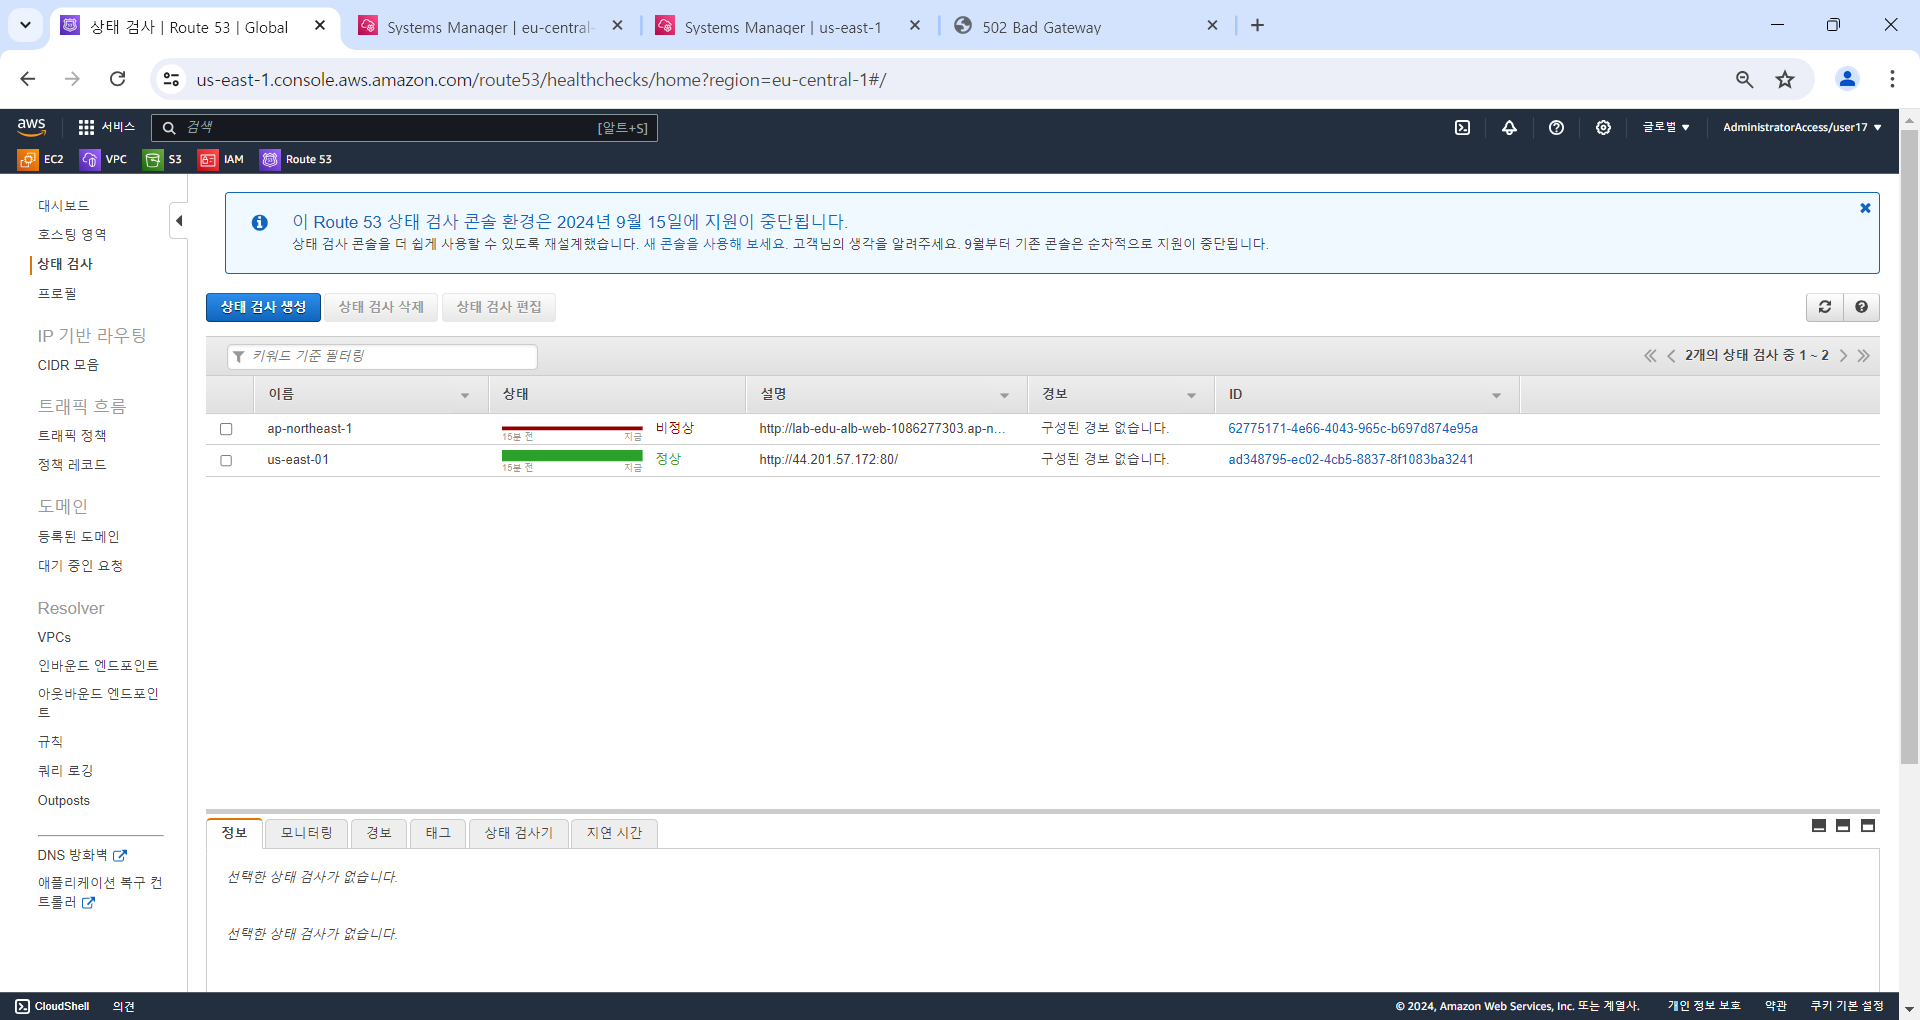 상태 검사 | Route 53 | Global
Systems Manager | eu-central-
Systems Manager | us-east-1
502 Bad Gateway
us-east-1.console.aws.amazon.com/route53/healthchecks/home?region=eu-central-1#/
aws
서비스
검색
[알트+S]
글로벌
AdministratorAccess/user17
EC2
VPC
S3
IAM
Route 53
대시보드
호스팅 영역
상태 검사
프로필
IP 기반 라우팅
CIDR 모음
트래픽 흐름
트래픽 정책
정책 레코드
도메인
등록된 도메인
대기 중인 요청
Resolver
VPCs
인바운드 엔드포인트
아웃바운드 엔드포인
트
규칙
쿼리 로깅
Outposts
DNS 방화벽
애플리케이션 복구 컨
트롤러
이 Route 53 상태 검사 콘솔 환경은 2024년 9월 15일에 지원이 중단됩니다.
상태 검사 콘솔을 더 쉽게 사용할 수 있도록 재설계했습니다. 새 콘솔을 사용해 보세요. 고객님의 생각을 알려주세요. 9월부터 기존 콘솔은 순차적으로 지원이 중단됩니다.
상태 검사 생성
상태 검사 삭제
상태 검사 편집
키워드 기준 필터링
2개의 상태 검사 중 1 ~ 2
이름
상태
설명
경보
ID
ap-northeast-1
15분 전
지금
비정상
http://lab-edu-alb-web-1086277303.ap-n...
구성된 경보 없습니다.
62775171-4e66-4043-965c-b697d874e95a
us-east-01
15분 전
지금
정상
http://44.201.57.172:80/
구성된 경보 없습니다.
ad348795-ec02-4cb5-8837-8f1083ba3241
정보
모니터링
경보
태그
상태 검사기
지연 시간
선택한 상태 검사가 없습니다.
선택한 상태 검사가 없습니다.
CloudShell
의견
© 2024, Amazon Web Services, Inc. 또는 계열사.
개인 정보 보호
약관
쿠키 기본 설정